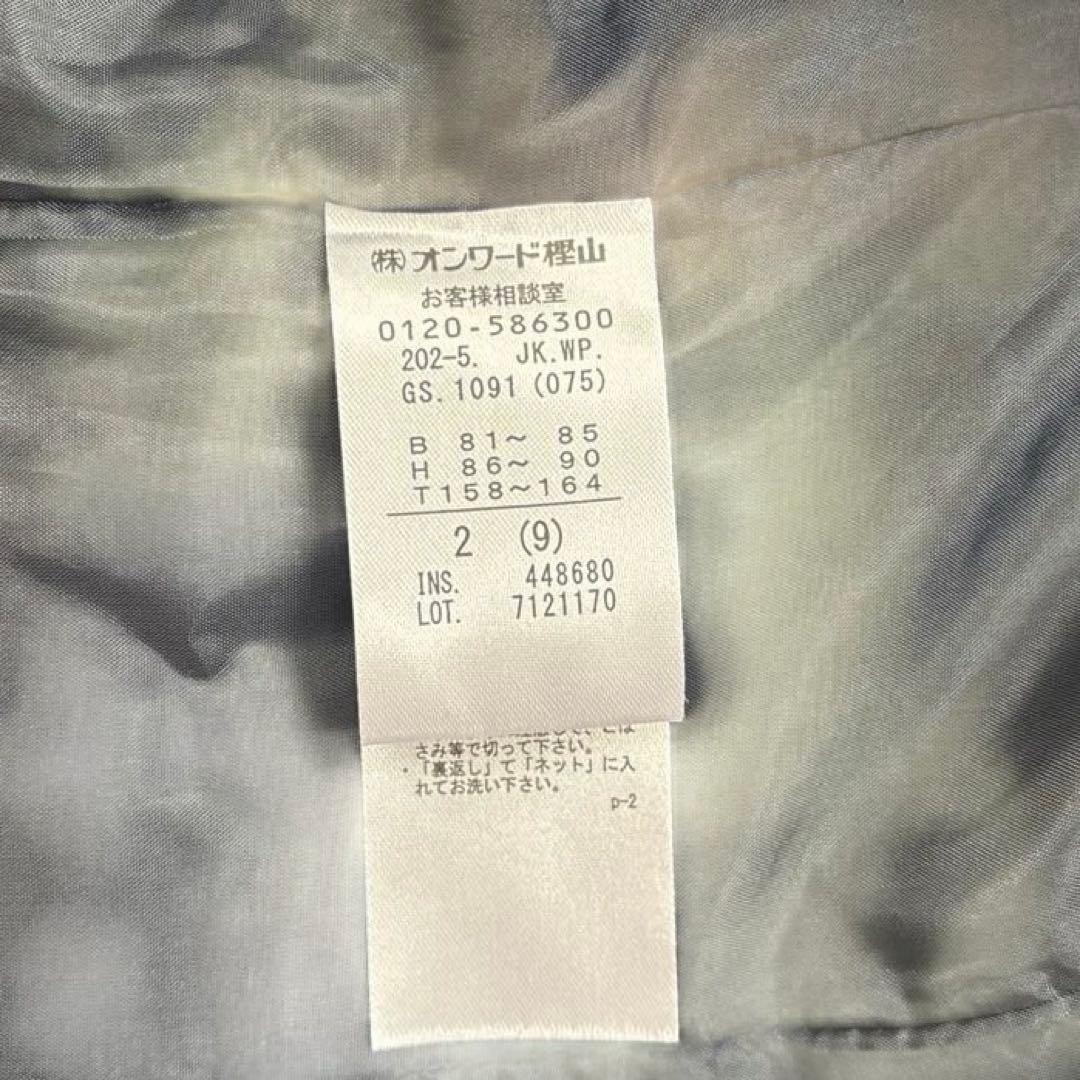 (株)オンワード樫山
お客様相談室
0120-586300
202-5. JK.WP.
GS.1091 (075)
B 81〜 85
H 86〜 90
T158〜164
2 (9)
INS. 448680
LOT. 7121170
さみ等で切って下さい。
・「裏返し」て「ネット」に入
れてお洗い下さい。
p-2